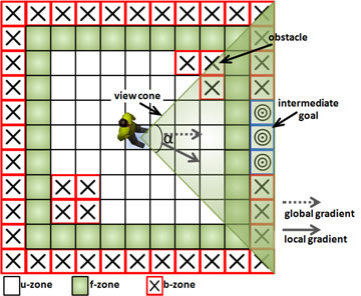 obstacle
view cone
intermediate
goal
α
global gradient
local gradient
u-zone
f-zone
b-zone